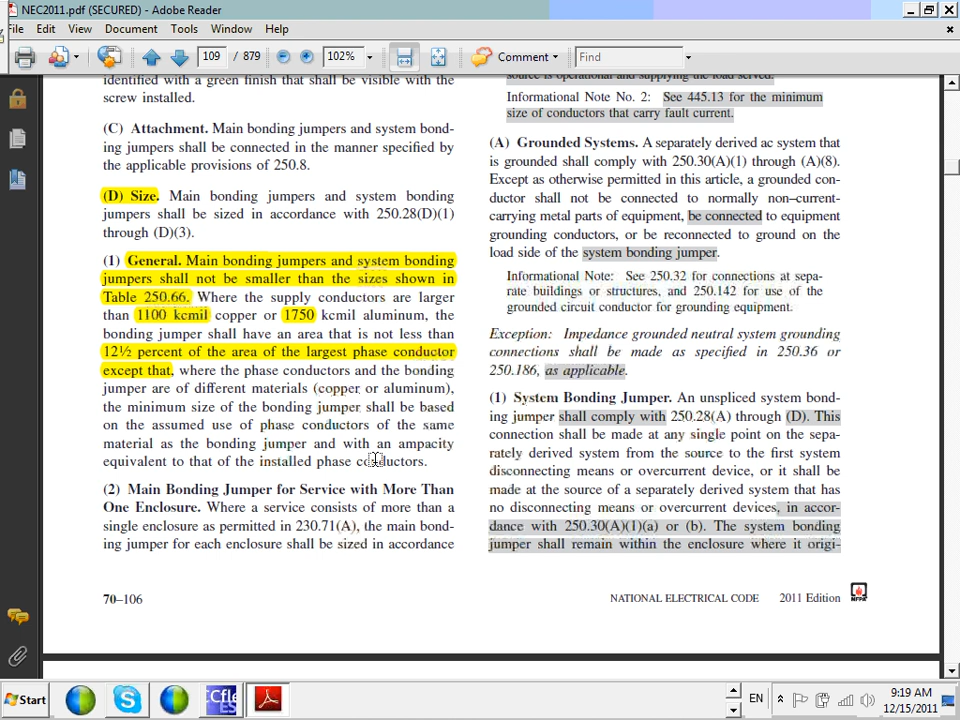 NEC2011.pdf (SECURED) - Adobe Reader
File Edit View Document Tools Window Help
109 / 879 102% Comment Find
identified with a green finish that shall be visible with the
screw installed.
(C) Attachment. Main bonding jumpers and system bond-
ing jumpers shall be connected in the manner specified by
the applicable provisions of 250.8.
(D) Size. Main bonding jumpers and system bonding
jumpers shall be sized in accordance with 250.28(D)(1)
through (D)(3).
(1) General. Main bonding jumpers and system bonding
jumpers shall not be smaller than the sizes shown in
Table 250.66. Where the supply conductors are larger
than 1100 kcmil copper or 1750 kcmil aluminum, the
bonding jumper shall have an area that is not less than
12½ percent of the area of the largest phase conductor
except that, where the phase conductors and the bonding
jumper are of different materials (copper or aluminum),
the minimum size of the bonding jumper shall be based
on the assumed use of phase conductors of the same
material as the bonding jumper and with an ampacity
equivalent to that of the installed phase conductors.
(2) Main Bonding Jumper for Service with More Than
One Enclosure. Where a service consists of more than a
single enclosure as permitted in 230.71(A), the main bond-
ing jumper for each enclosure shall be sized in accordance
source is operational and supplying the load served.
Informational Note No. 2: See 445.13 for the minimum
size of conductors that carry fault current.
(A) Grounded Systems. A separately derived ac system that
is grounded shall comply with 250.30(A)(1) through (A)(8).
Except as otherwise permitted in this article, a grounded con-
ductor shall not be connected to normally non–current-
carrying metal parts of equipment, be connected to equipment
grounding conductors, or be reconnected to ground on the
load side of the system bonding jumper.
Informational Note: See 250.32 for connections at sepa-
rate buildings or structures, and 250.142 for use of the
grounded circuit conductor for grounding equipment.
Exception: Impedance grounded neutral system grounding
connections shall be made as specified in 250.36 or
250.186, as applicable.
(1) System Bonding Jumper. An unspliced system bond-
ing jumper shall comply with 250.28(A) through (D). This
connection shall be made at any single point on the sepa-
rately derived system from the source to the first system
disconnecting means or overcurrent device, or it shall be
made at the source of a separately derived system that has
no disconnecting means or overcurrent devices, in accor-
dance with 250.30(A)(1)(a) or (b). The system bonding
jumper shall remain within the enclosure where it origi-
70–106
NATIONAL ELECTRICAL CODE 2011 Edition
NFPA
Start
EN
9:19 AM
12/15/2011